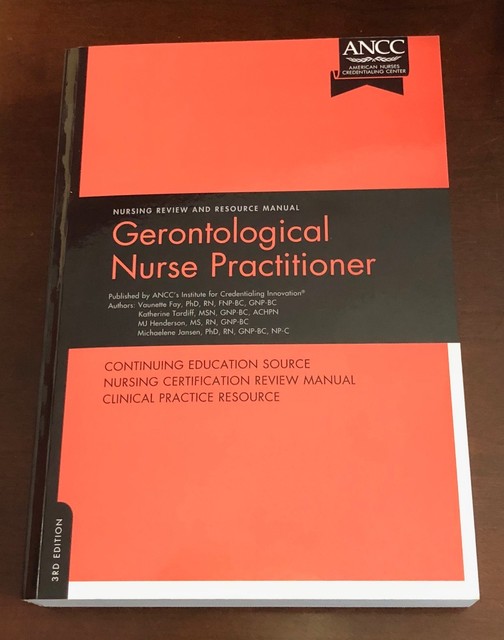 ANCC
AMERICAN NURSES
CREDENTIALING CENTER
NURSING REVIEW AND RESOURCE MANUAL
Gerontological
Nurse Practitioner
Published by ANCC's Institute for Credentialing Innovation®
Authors: Vaunette Fay, PhD, RN, FNP-BC, GNP-BC
Katherine Tardiff, MSN, GNP-BC, ACHPN
MJ Henderson, MS, RN, GNP-BC
Michaelene Jansen, PhD, RN, GNP-BC, NP-C
CONTINUING EDUCATION SOURCE
NURSING CERTIFICATION REVIEW MANUAL
CLINICAL PRACTICE RESOURCE
3RD EDITION